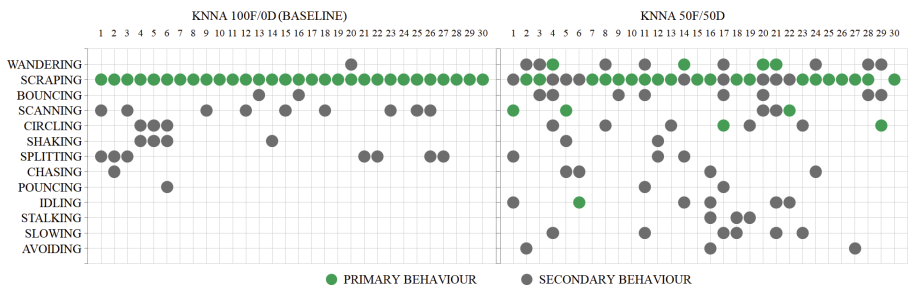 KNNA 100F/0D (BASELINE) KNNA 50F/50D
1 2 3 4 5 6 7 8 9 10 11 12 13 14 15 16 17 18 19 20 21 22 23 24 25 26 27 28 29 30 1 2 3 4 5 6 7 8 9 10 11 12 13 14 15 16 17 18 19 20 21 22 23 24 25 26 27 28 29 30
WANDERING
SCRAPING
BOUNCING
SCANNING
CIRCLING
SHAKING
SPLITTING
CHASING
POUNCING
IDLING
STALKING
SLOWING
AVOIDING
PRIMARY BEHAVIOUR SECONDARY BEHAVIOUR